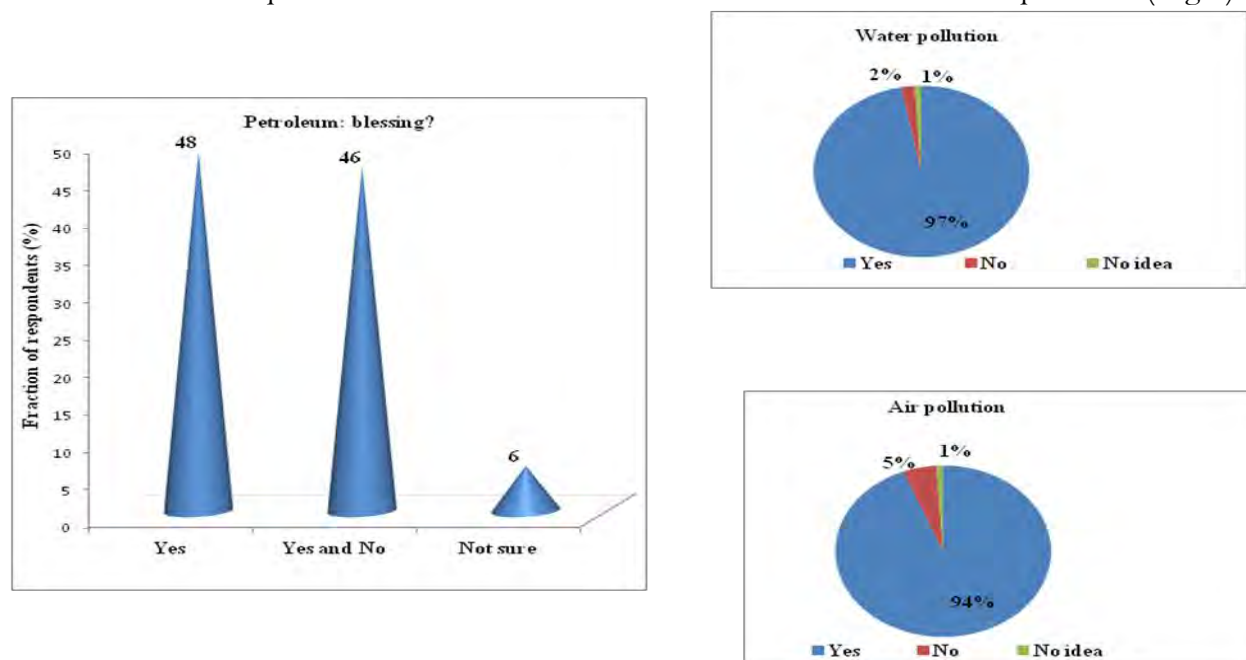 Petroleum: blessing?
48
46
6
Fraction of respondents (%)
50
45
40
35
30
25
20
15
10
5
0
Yes
Yes and No
Not sure
Water pollution
2%
1%
97%
Yes
No
No idea
Air pollution
5%
1%
94%
Yes
No
No idea